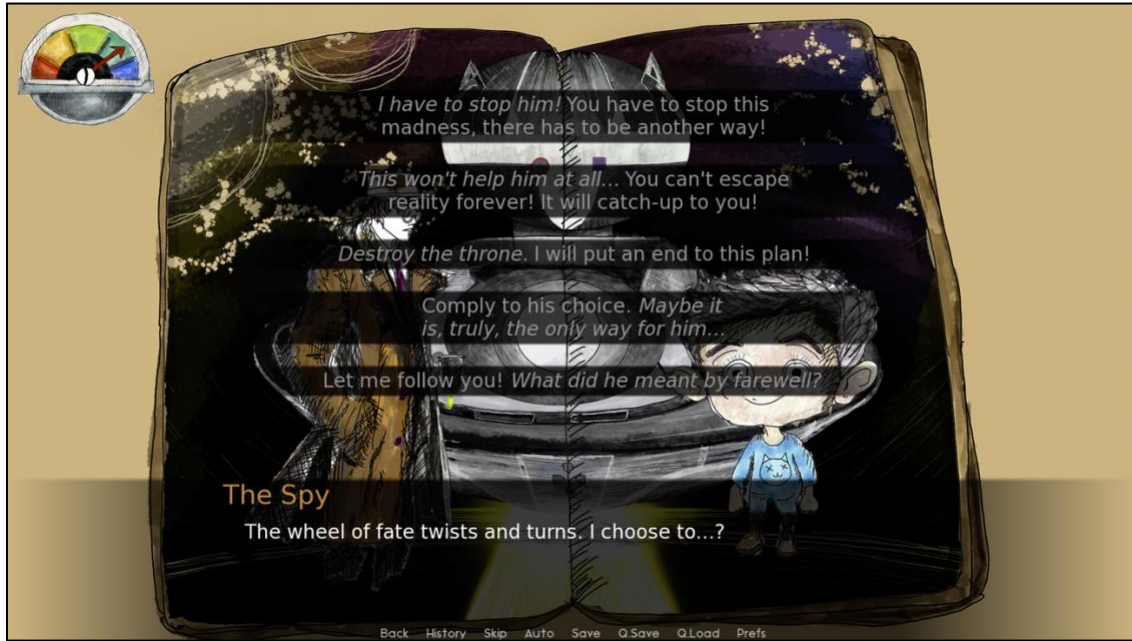 I have to stop him! You have to stop this
madness, there has to be another way!
This won't help him at all... You can't escape
reality forever! It will catch-up to you!
Destroy the throne. I will put an end to this plan!
Comply to his choice. Maybe it
is, truly, the only way for him...
Let me follow you! What did he meant by farewell?
The Spy
The wheel of fate twists and turns. I choose to...?
Back History Skip Auto Save Q.Save Q.Load Prefs